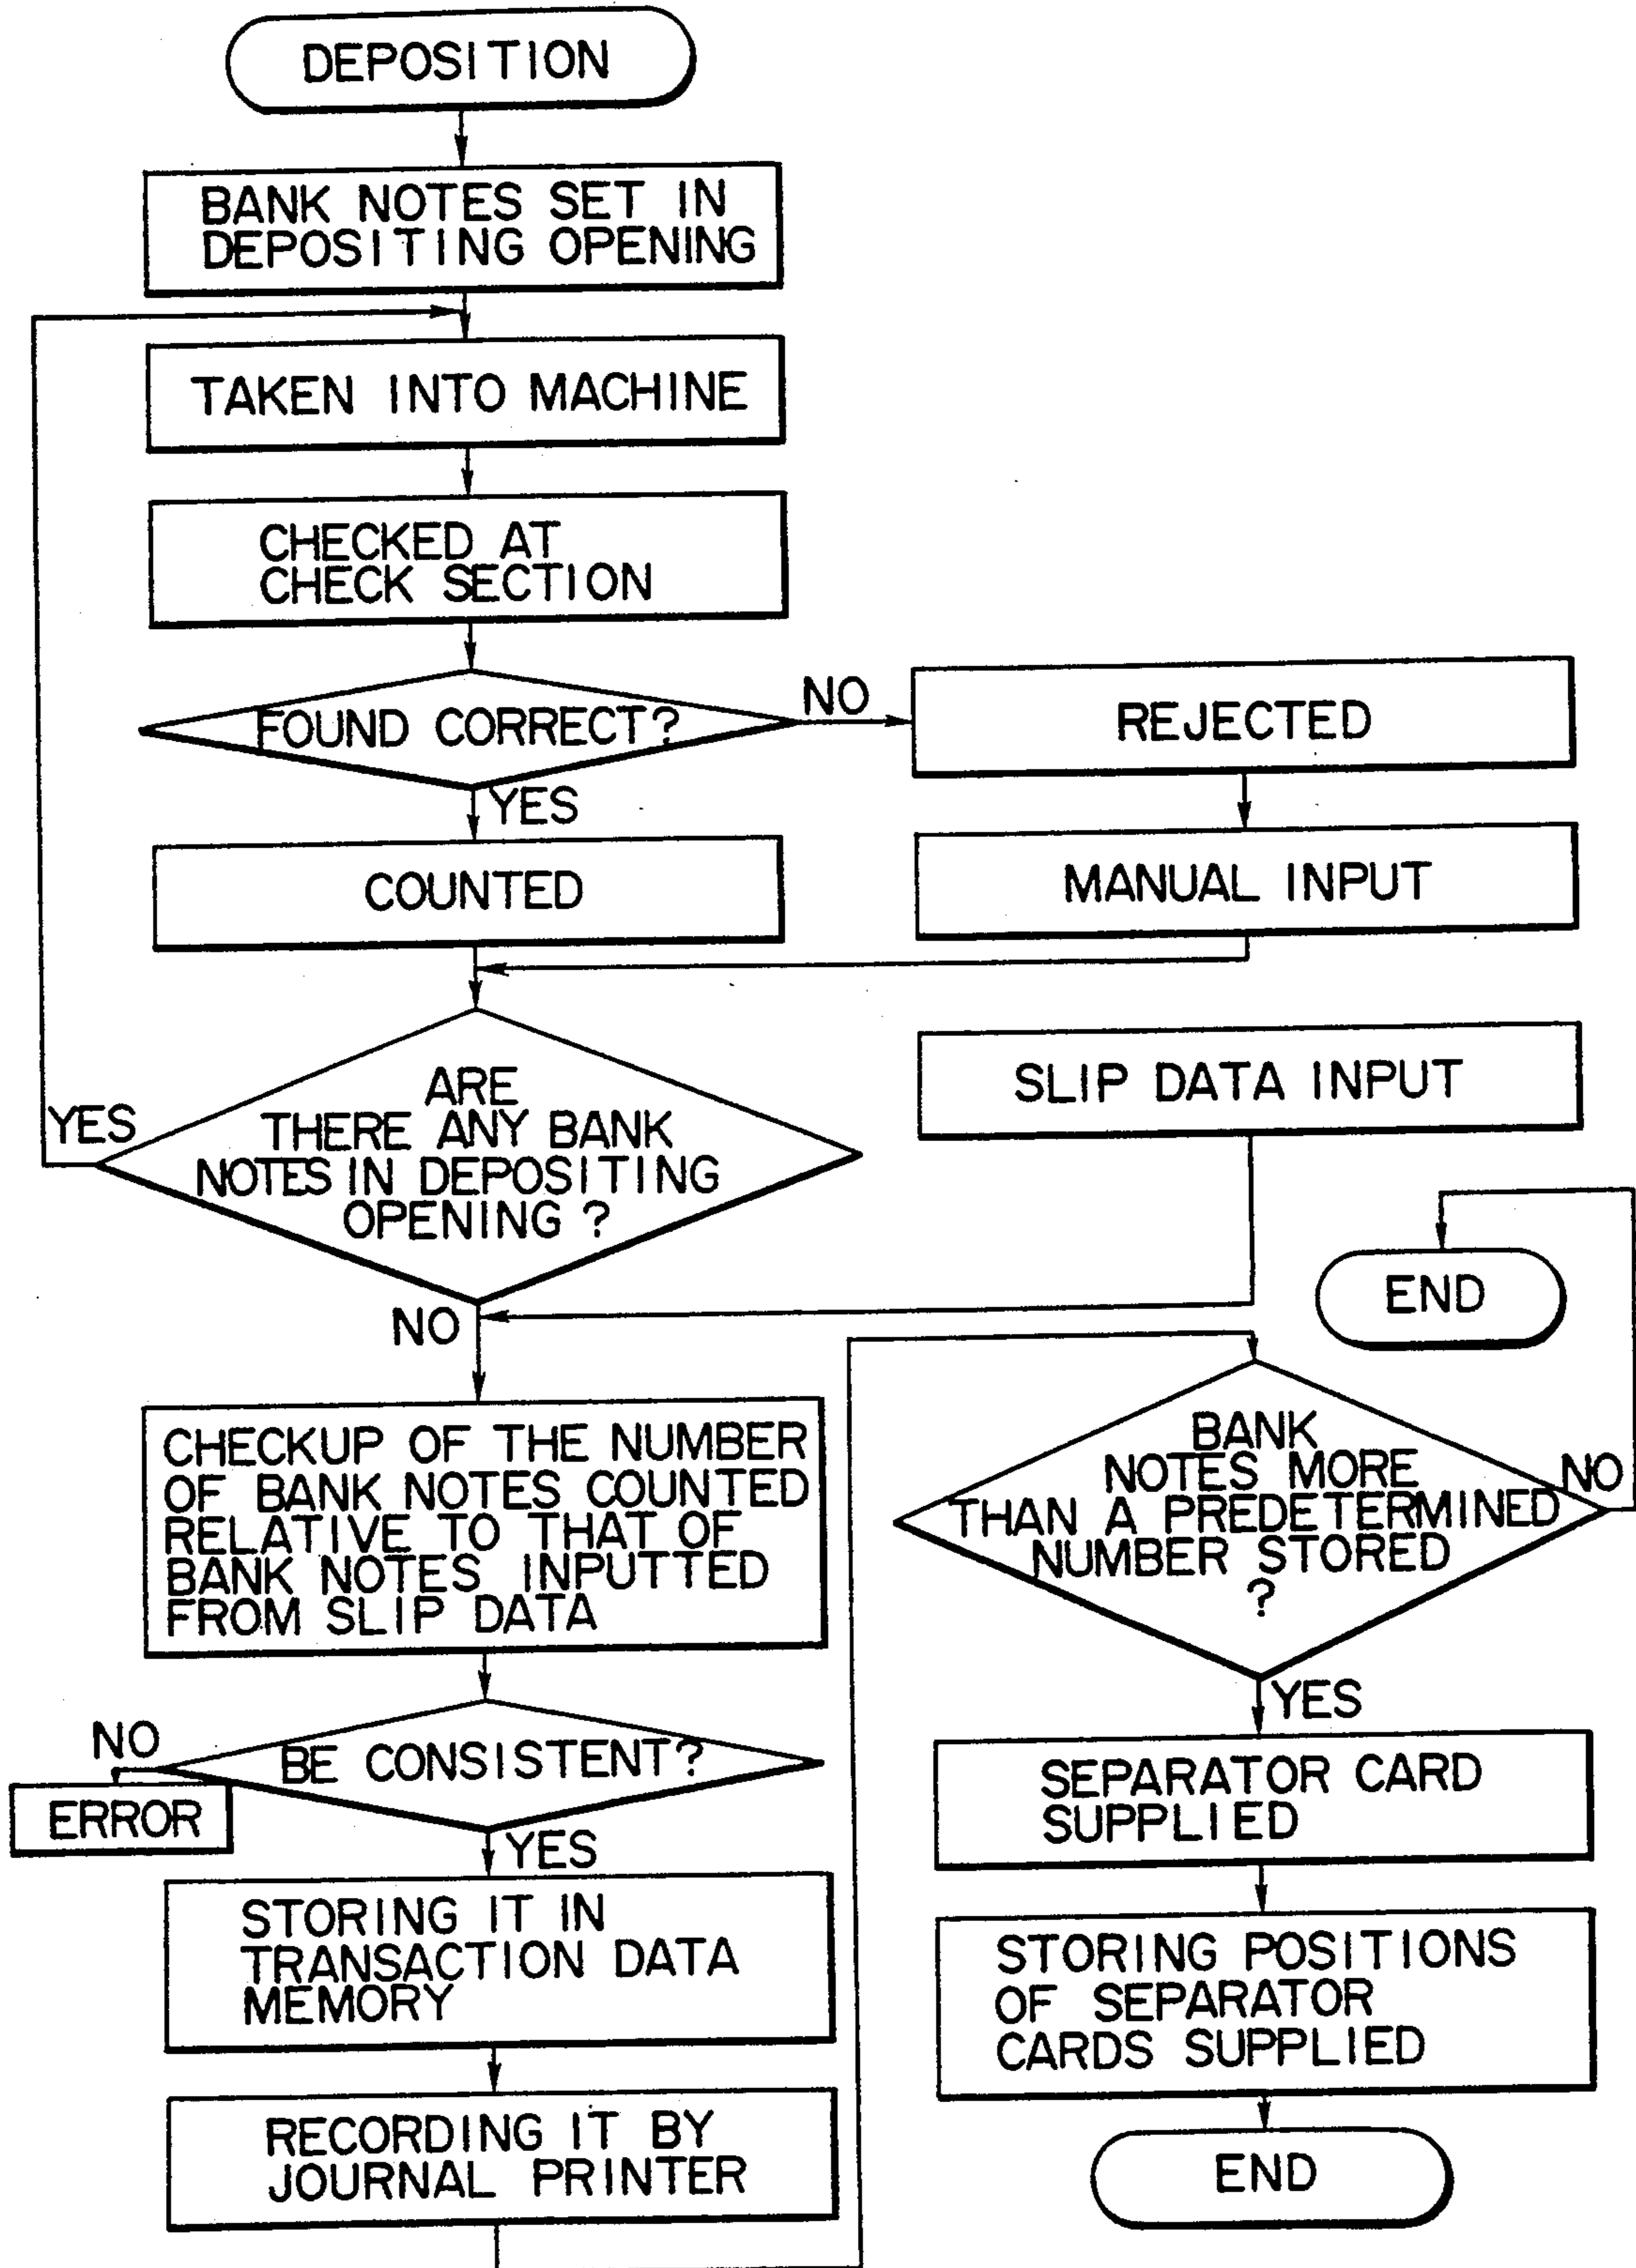 DEPOSITION
BANK NOTES SET IN
DEPOSITING OPENING
TAKEN INTO MACHINE
CHECKED AT
CHECK SECTION
FOUND CORRECT?
NO
REJECTED
YES
COUNTED
MANUAL INPUT
ARE
THERE ANY BANK
NOTES IN DEPOSITING
OPENING ?
YES
NO
SLIP DATA INPUT
CHECKUP OF THE NUMBER
OF BANK NOTES COUNTED
RELATIVE TO THAT OF
BANK NOTES INPUTTED
FROM SLIP DATA
BE CONSISTENT?
NO
ERROR
YES
STORING IT IN
TRANSACTION DATA
MEMORY
RECORDING IT BY
JOURNAL PRINTER
BANK
NOTES MORE
THAN A PREDETERMINED
NUMBER STORED
?
NO
END
YES
SEPARATOR CARD
SUPPLIED
STORING POSITIONS
OF SEPARATOR
CARDS SUPPLIED
END